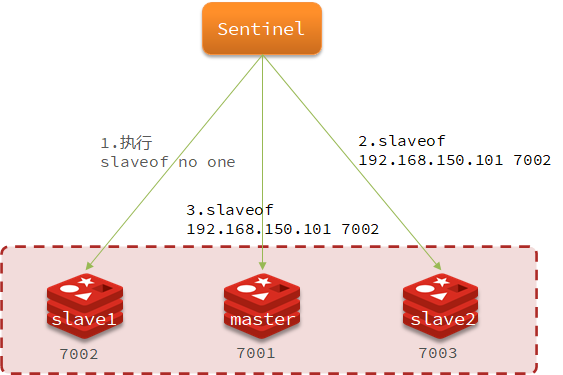 Sentinel
1.执行
slaveof no one
2.slaveof
192.168.150.101 7002
3.slaveof
192.168.150.101 7002
slave1
master
slave2
7002
7001
7003